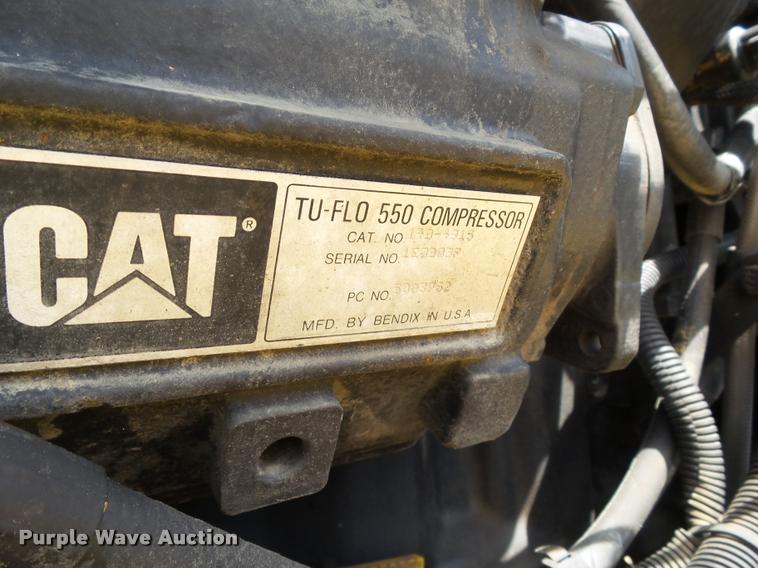 CAT®
TU-FLO 550 COMPRESSOR
CAT. NO.
SERIAL NO.
PC NO.
MFD. BY BENDIX IN U.S.A.
Purple Wave Auction®